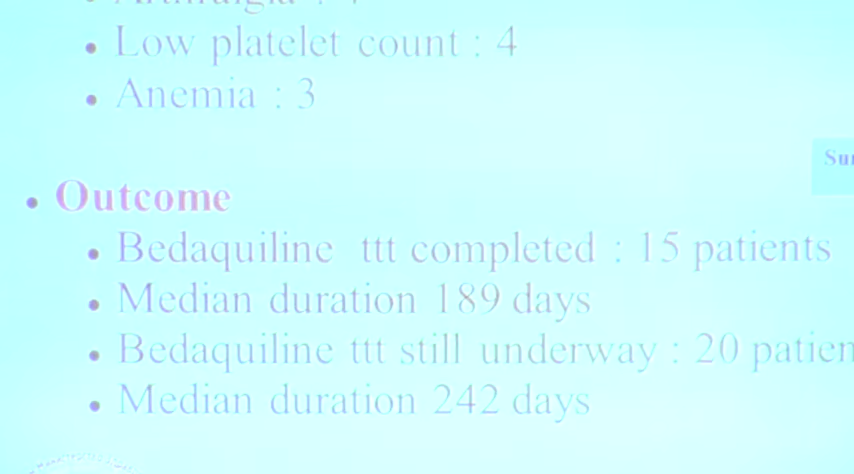 • Low platelet count : 4
• Anemia : 3
• Outcome
• Bedaquiline ttt completed : 15 patients
• Median duration 189 days
• Bedaquiline ttt still underway : 20 patien
• Median duration 242 days